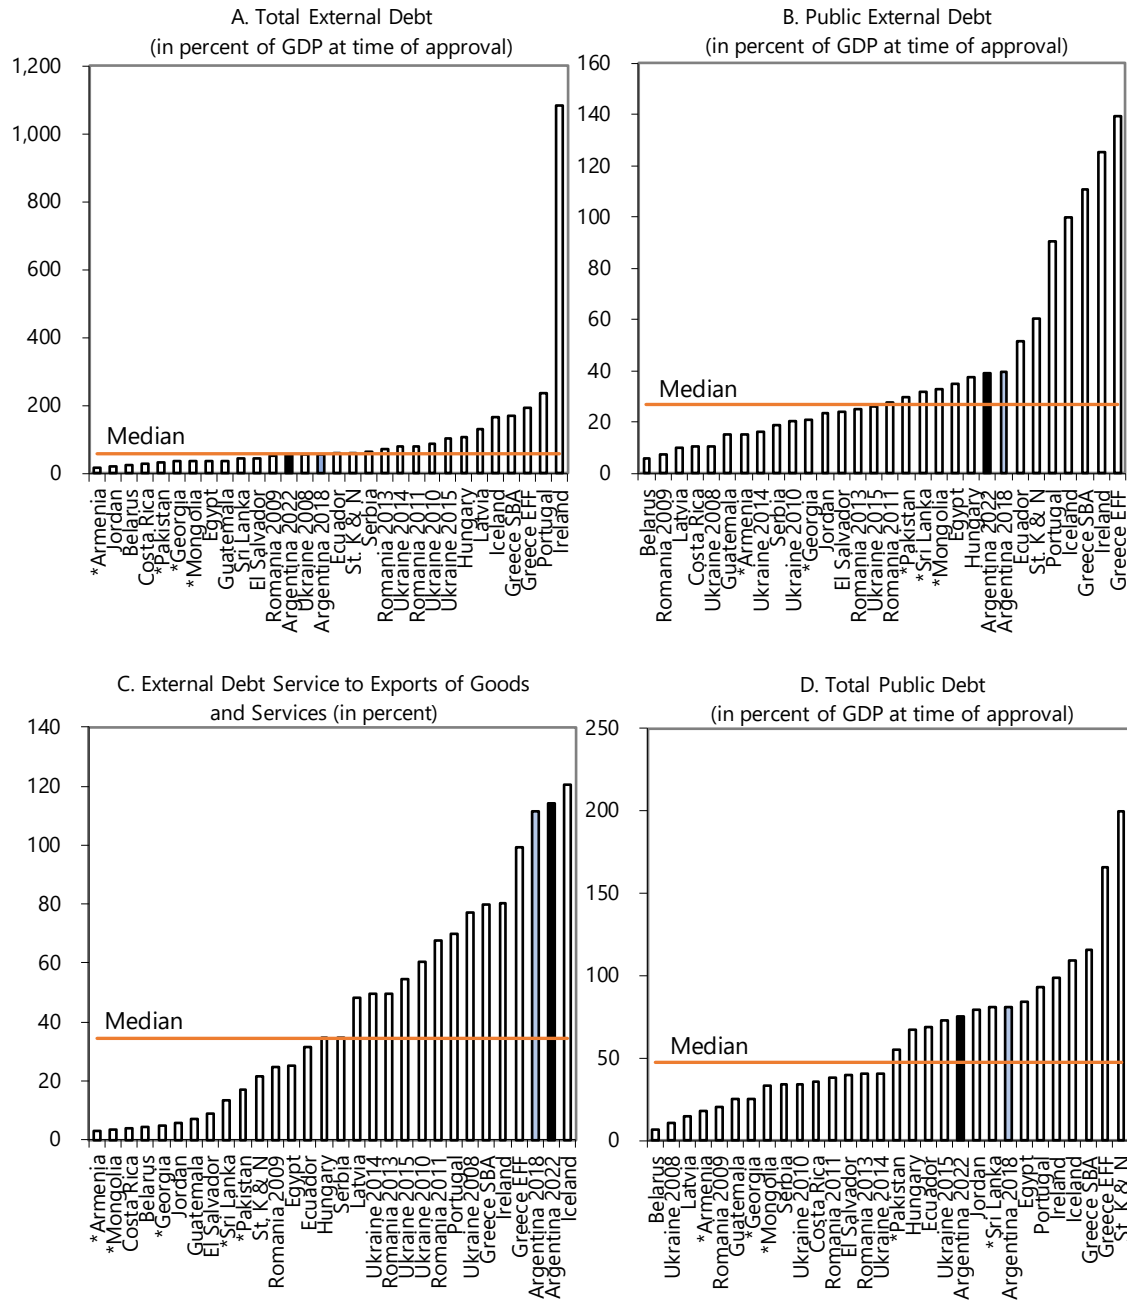 A. Total External Debt
(in percent of GDP at time of approval)
1,200
1,000
800
600
400
200
0
Median
*Armenia
Jordan
Belarus
Costa Rica
*Pakistan
*Georgia
*Mongolia
Egypt
Guatemala
Sri Lanka
El Salvador
Romania 2009
Argentina 2022
Ukraine 2008
Argentina 2018
Ecuador
St. K & N
Serbia
Romania 2013
Ukraine 2014
Romania 2011
Ukraine 2010
Ukraine 2015
Hungary
Latvia
Iceland
Greece SBA
Greece EFF
Portugal
Ireland
B. Public External Debt
(in percent of GDP at time of approval)
160
140
120
100
80
60
40
20
0
Median
Belarus
Romania 2009
Latvia
Costa Rica
Ukraine 2008
Guatemala
*Armenia
Ukraine 2014
Serbia
Ukraine 2010
*Georgia
Jordan
El Salvador
Romania 2013
Ukraine 2015
Romania 2011
*Pakistan
*Sri Lanka
*Mongolia
Egypt
Hungary
Argentina 2022
Argentina 2018
Ecuador
St. K & N
Portugal
Iceland
Greece SBA
Ireland
Greece EFF
C. External Debt Service to Exports of Goods
and Services (in percent)
140
120
100
80
60
40
20
0
Median
*Armenia
*Mongolia
Costa Rica
Belarus
*Georgia
Jordan
Guatemala
El Salvador
*Sri Lanka
*Pakistan
St. K & N
Romania 2009
Egypt
Ecuador
Hungary
Serbia
Latvia
Ukraine 2014
Romania 2013
Ukraine 2015
Ukraine 2010
Romania 2011
Portugal
Ukraine 2008
Greece SBA
Ireland
Greece EFF
Argentina 2018
Argentina 2022
Iceland
D. Total Public Debt
(in percent of GDP at time of approval)
250
200
150
100
50
0
Median
Belarus
Ukraine 2008
Latvia
*Armenia
Romania 2009
Guatemala
*Georgia
*Mongolia
Serbia
Ukraine 2010
Costa Rica
Romania 2011
El Salvador
Romania 2013
Ukraine 2014
*Pakistan
Hungary
Ecuador
Ukraine 2015
Argentina 2022
Jordan
*Sri Lanka
Argentina 2018
Egypt
Portugal
Ireland
Iceland
Greece SBA
Greece EFF
St. K & N